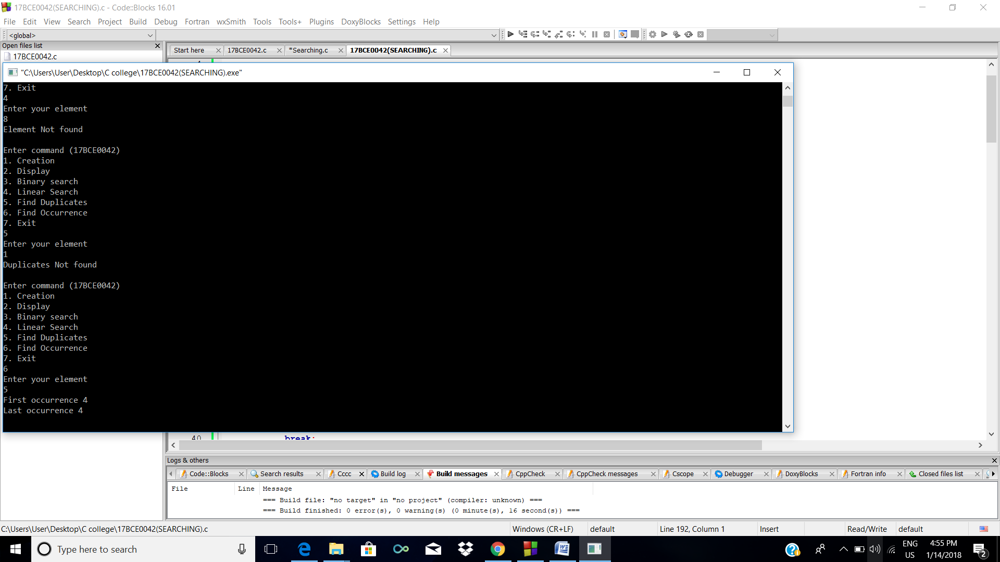 17BCE0042(SEARCHING).c - Code::Blocks 16.01
File Edit View Search Project Build Debug Fortran wxSmith Tools Tools+ Plugins DoxyBlocks Settings Help
<global>
Open files list
17BCE0042.c
Start here 17BCE0042.c *Searching.c 17BCE0042(SEARCHING).c
"C:\Users\User\Desktop\C college\17BCE0042(SEARCHING).exe"
7. Exit
4
Enter your element
8
Element Not found
Enter command (17BCE0042)
1. Creation
2. Display
3. Binary search
4. Linear Search
5. Find Duplicates
6. Find Occurrence
7. Exit
5
Enter your element
1
Duplicates Not found
Enter command (17BCE0042)
1. Creation
2. Display
3. Binary search
4. Linear Search
5. Find Duplicates
6. Find Occurrence
7. Exit
6
Enter your element
5
First occurrence 4
Last occurrence 4
40 break;
Logs & others
Code::Blocks Search results Cccc Build log Build messages CppCheck CppCheck messages Cscope Debugger DoxyBlocks Fortran info Closed files list
File Line Message
=== Build file: "no target" in "no project" (compiler: unknown) ===
=== Build finished: 0 error(s), 0 warning(s) (0 minute(s), 16 second(s)) ===
C:\Users\User\Desktop\C college\17BCE0042(SEARCHING).c Windows (CR+LF) default Line 192, Column 1 Insert Read/Write default
Type here to search
ENG
US
4:55 PM
1/14/2018
2